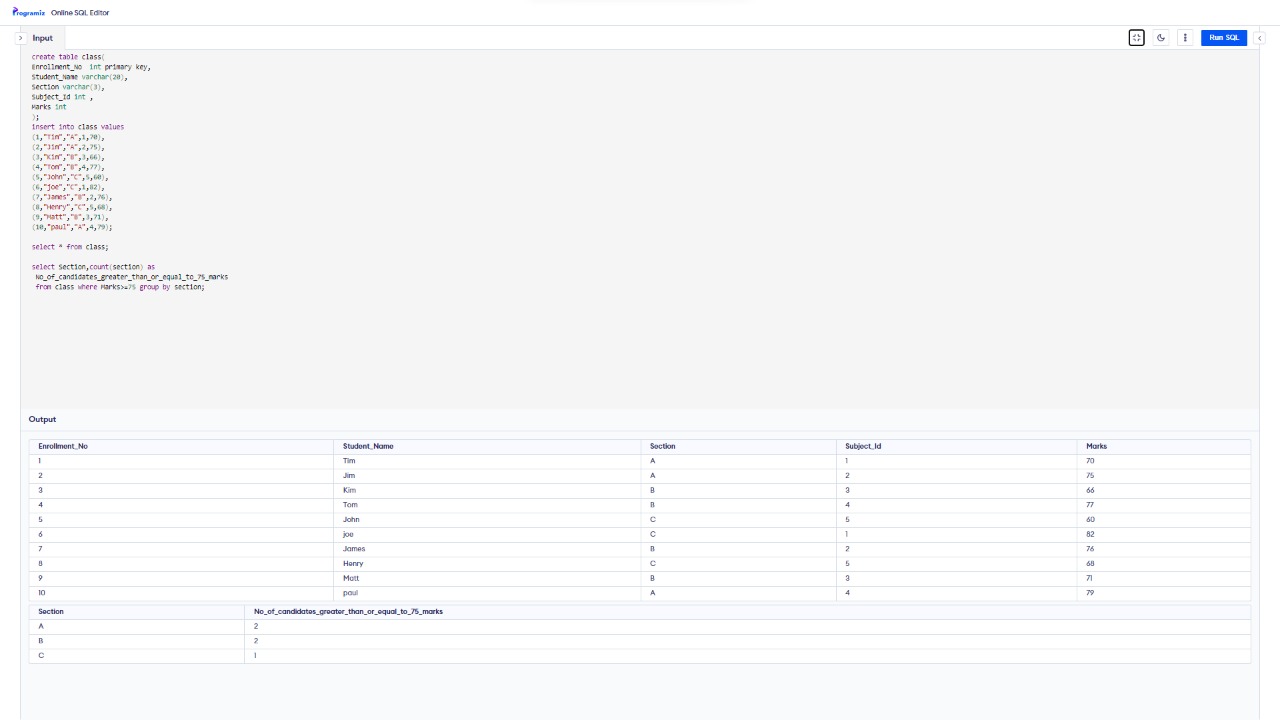 Programiz Online SQL Editor
Input
Run SQL
create table class(
Enrollment_No  int primary key,
Student_Name varchar(20),
Section varchar(3),
Subject_Id int ,
Marks int
);
insert into class values
(1,"Tim","A",1,70),
(2,"Jim","A",2,75),
(3,"Kim","B",3,66),
(4,"Tom","B",4,77),
(5,"John","C",5,60),
(6,"joe","C",1,82),
(7,"James","B",2,76),
(8,"Henry","C",5,68),
(9,"Matt","B",3,71),
(10,"paul","A",4,79);
select * from class;
select Section,count(section) as
No_of_candidates_greater_than_or_equal_to_75_marks
from class where Marks>=75 group by section;
Output
Enrollment_No Student_Name Section Subject_Id Marks
1 Tim A 1 70
2 Jim A 2 75
3 Kim B 3 66
4 Tom B 4 77
5 John C 5 60
6 joe C 1 82
7 James B 2 76
8 Henry C 5 68
9 Matt B 3 71
10 paul A 4 79
Section No_of_candidates_greater_than_or_equal_to_75_marks
A 2
B 2
C 1